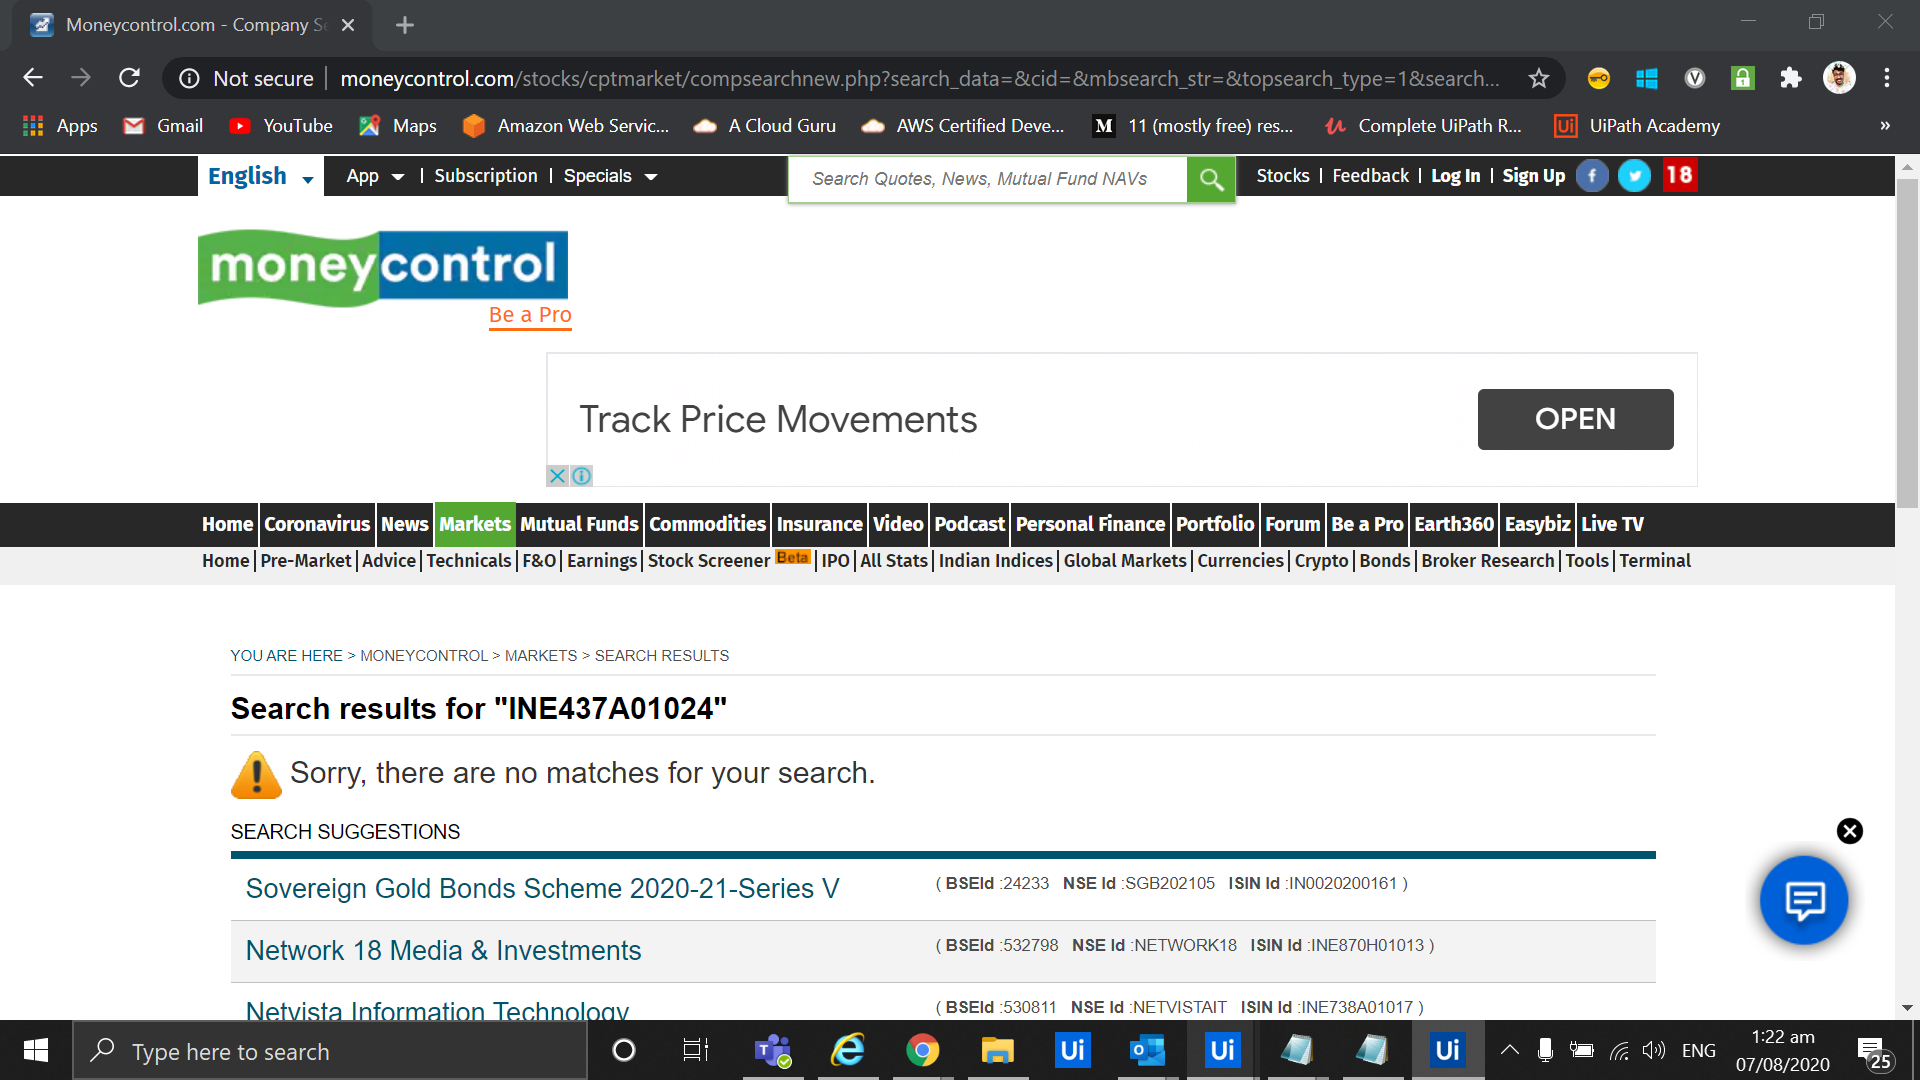 Moneycontrol.com - Company Se
Not secure moneycontrol.com/stocks/cptmarket/compsearchnew.php?search_data=&cid=&mbsearch_str=&topsearch_type=1&search...
Apps Gmail YouTube Maps Amazon Web Servic... A Cloud Guru AWS Certified Deve... M 11 (mostly free) res... Complete UiPath R... Ui UiPath Academy »
English App | Subscription | Specials Search Quotes, News, Mutual Fund NAVs Stocks | Feedback | Log In | Sign Up f 18
moneycontrol
Be a Pro
Track Price Movements OPEN
Home Coronavirus News Markets Mutual Funds Commodities Insurance Video Podcast Personal Finance Portfolio Forum Be a Pro Earth360 Easybiz Live TV
Home | Pre-Market | Advice | Technicals | F&O | Earnings | Stock Screener Beta | IPO | All Stats | Indian Indices | Global Markets | Currencies | Crypto | Bonds | Broker Research | Tools | Terminal
YOU ARE HERE > MONEYCONTROL > MARKETS > SEARCH RESULTS
Search results for "INE437A01024"
Sorry, there are no matches for your search.
SEARCH SUGGESTIONS
Sovereign Gold Bonds Scheme 2020-21-Series V ( BSEId :24233 NSE Id :SGB202105 ISIN Id :IN0020200161 )
Network 18 Media & Investments ( BSEId :532798 NSE Id :NETWORK18 ISIN Id :INE870H01013 )
Netvista Information Technology ( BSEId :530811 NSE Id :NETVISTAIT ISIN Id :INE738A01017 )
Type here to search Ui Ui Ui ENG 1:22 am
07/08/2020 25